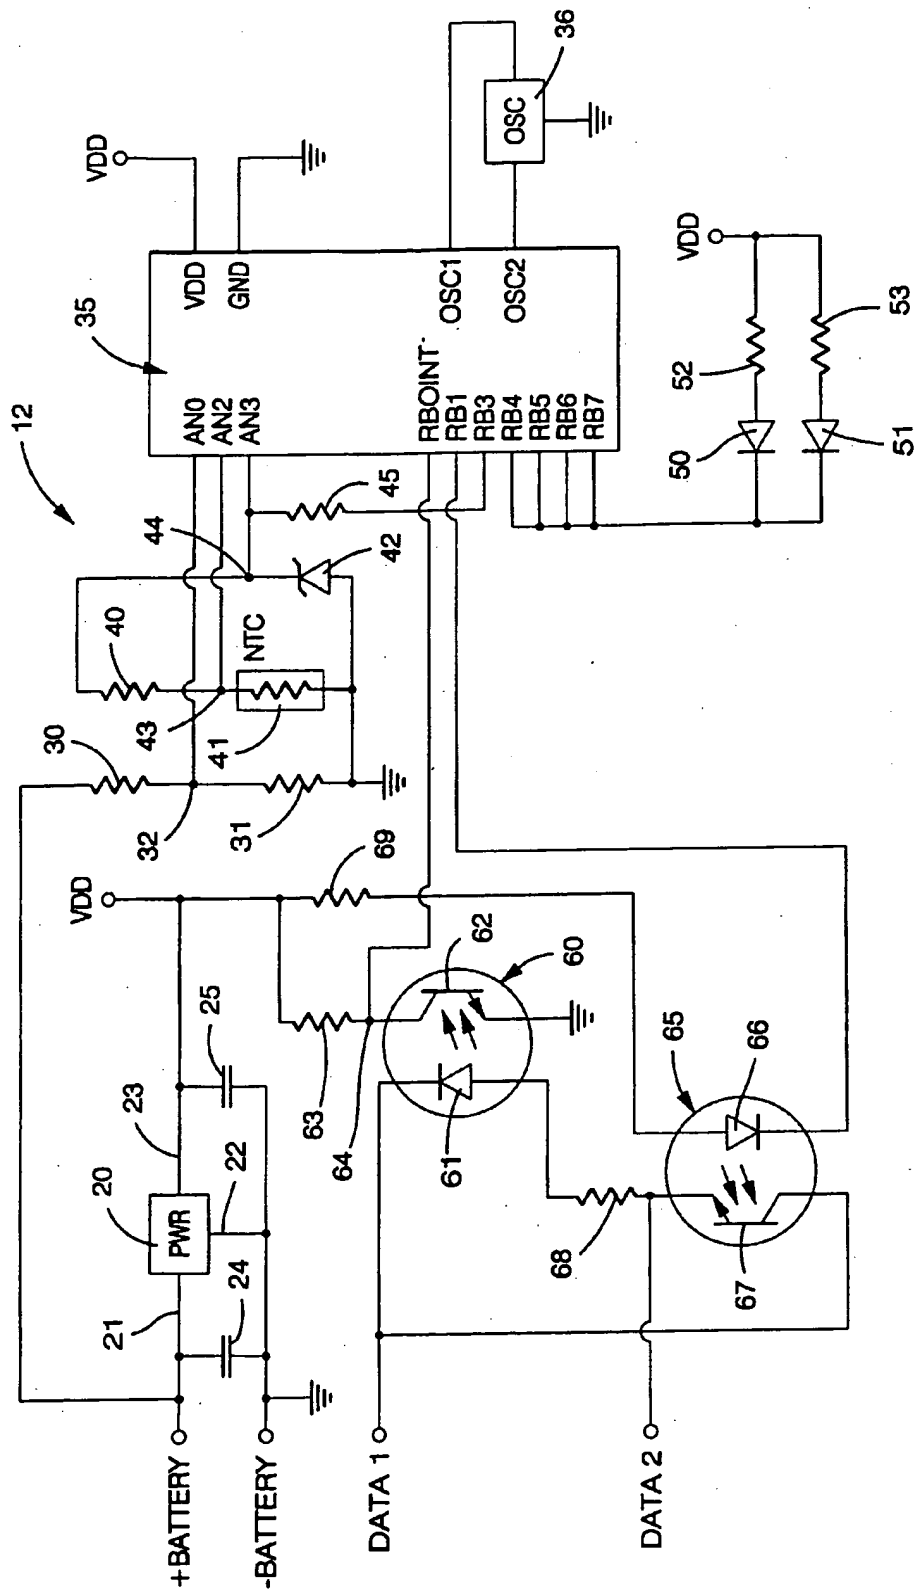 12
35
36
VDD
VDD
GND
AN0
AN2
AN3
RBOINT
RB1
RB3
RB4
RB5
RB6
RB7
OSC1
OSC2
OSC
44
45
42
40
NTC
43
41
30
32
31
VDD
69
25
23
20
PWR
22
24
21
+BATTERY
-BATTERY
DATA 1
DATA 2
62
60
63
64
61
65
66
68
67
VDD
52
50
53
51